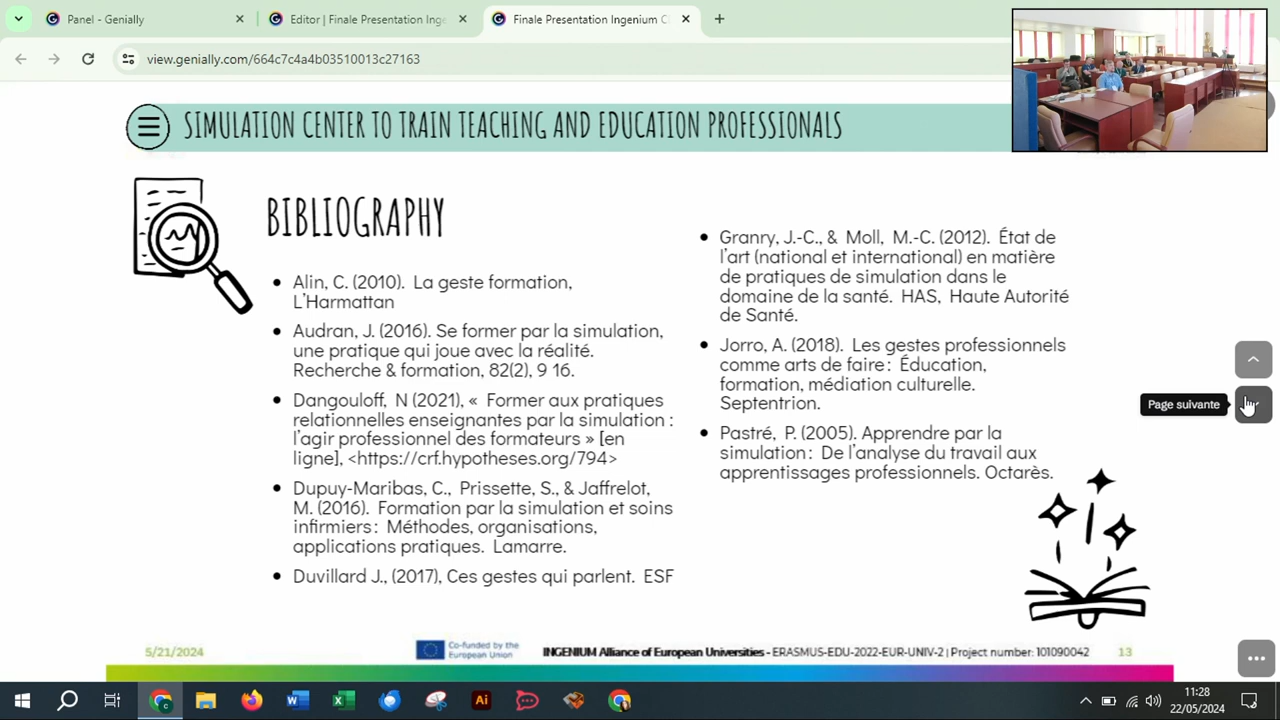 Panel - Genially
Editor | Finale Presentation Inge
Finale Presentation Ingenium C
view.genially.com/664c7c4a4b03510013c27163
SIMULATION CENTER TO TRAIN TEACHING AND EDUCATION PROFESSIONALS
BIBLIOGRAPHY
• Alin, C. (2010). La geste formation,
L'Harmattan
• Audran, J. (2016). Se former par la simulation,
une pratique qui joue avec la réalité.
Recherche & formation, 82(2), 9 16.
• Dangouloff, N (2021), « Former aux pratiques
relationnelles enseignantes par la simulation :
l'agir professionnel des formateurs » [en
ligne], <https://crf.hypotheses.org/794>
• Dupuy-Maribas, C., Prissette, S., & Jaffrelot,
M. (2016). Formation par la simulation et soins
infirmiers : Méthodes, organisations,
applications pratiques. Lamarre.
• Duvillard J., (2017), Ces gestes qui parlent. ESF
• Granry, J.-C., & Moll, M.-C. (2012). État de
l'art (national et international) en matière
de pratiques de simulation dans le
domaine de la santé. HAS, Haute Autorité
de Santé.
• Jorro, A. (2018). Les gestes professionnels
comme arts de faire : Éducation,
formation, médiation culturelle.
Septentrion.
• Pastré, P. (2005). Apprendre par la
simulation : De l'analyse du travail aux
apprentissages professionnels. Octarès.
Page suivante
5/21/2024
Co-funded by the
European Union
INGENIUM Alliance of European Universities - ERASMUS-EDU-2022-EUR-UNIV-2 | Project number: 101090042
13
11:28
22/05/2024